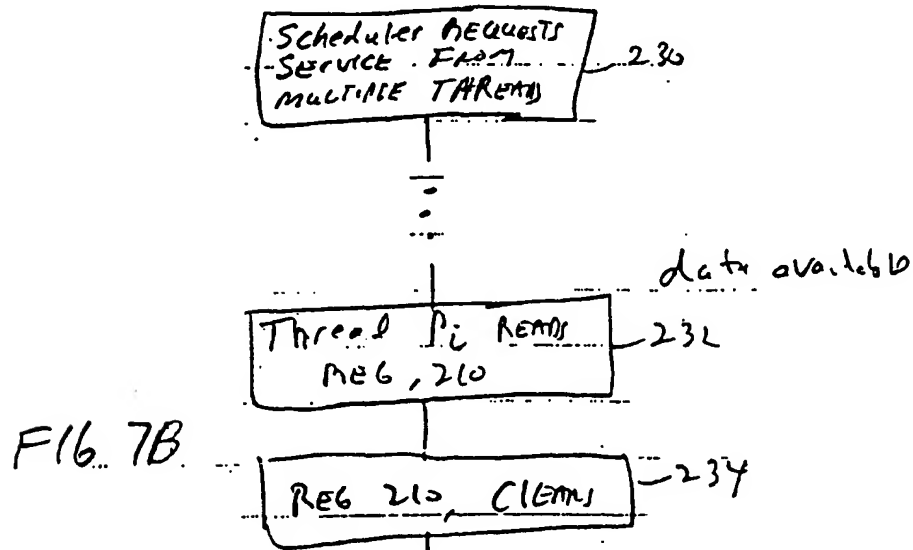 Scheduler REQUESTS
SERVICE FROM
MULTIPLE THREADS
230
data available
Thread Pi READS
REG, 210
232
FIG. 7B
REG 210, CLEARS
234